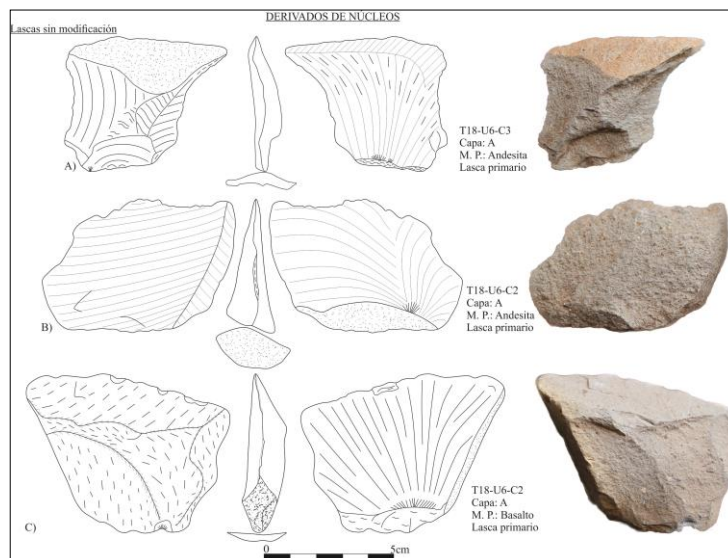 DERIVADOS DE NÚCLEOS
Lascas sin modificación
A)
T18-U6-C3
Capa: A
M. P.: Andesita
Lasca primario
B)
T18-U6-C2
Capa: A
M. P.: Andesita
Lasca primario
C)
T18-U6-C2
Capa: A
M. P.: Basalto
Lasca primario
0 5cm